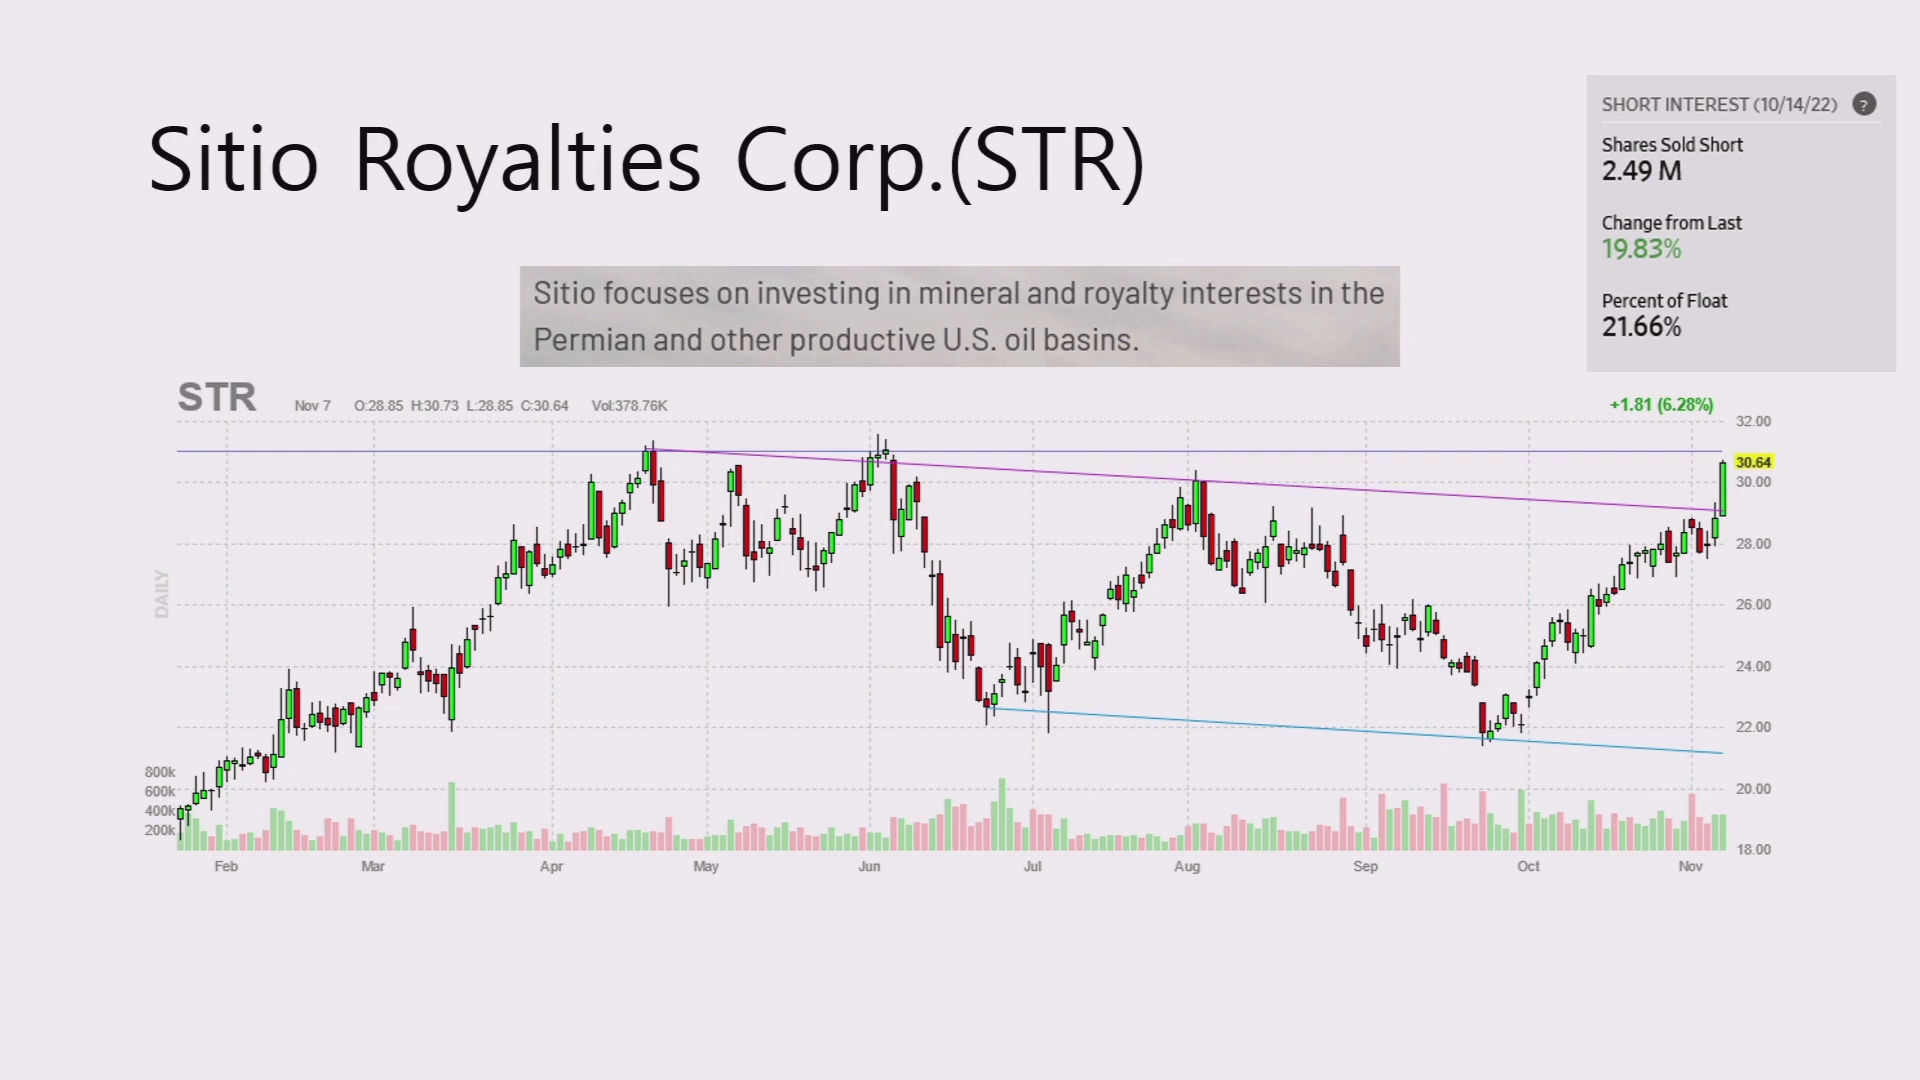 Sitio Royalties Corp.(STR)
SHORT INTEREST (10/14/22) ?
Shares Sold Short
2.49 M
Change from Last
19.83%
Percent of Float
21.66%
Sitio focuses on investing in mineral and royalty interests in the
Permian and other productive U.S. oil basins.
STR Nov 7 O:28.85 H:30.73 L:28.85 C:30.64 Vol:378.76K +1.81 (6.28%)
32.00
30.64
30.00
28.00
DAILY
26.00
24.00
22.00
800k
600k 20.00
400k
200k
18.00
Feb Mar Apr May Jun Jul Aug Sep Oct Nov